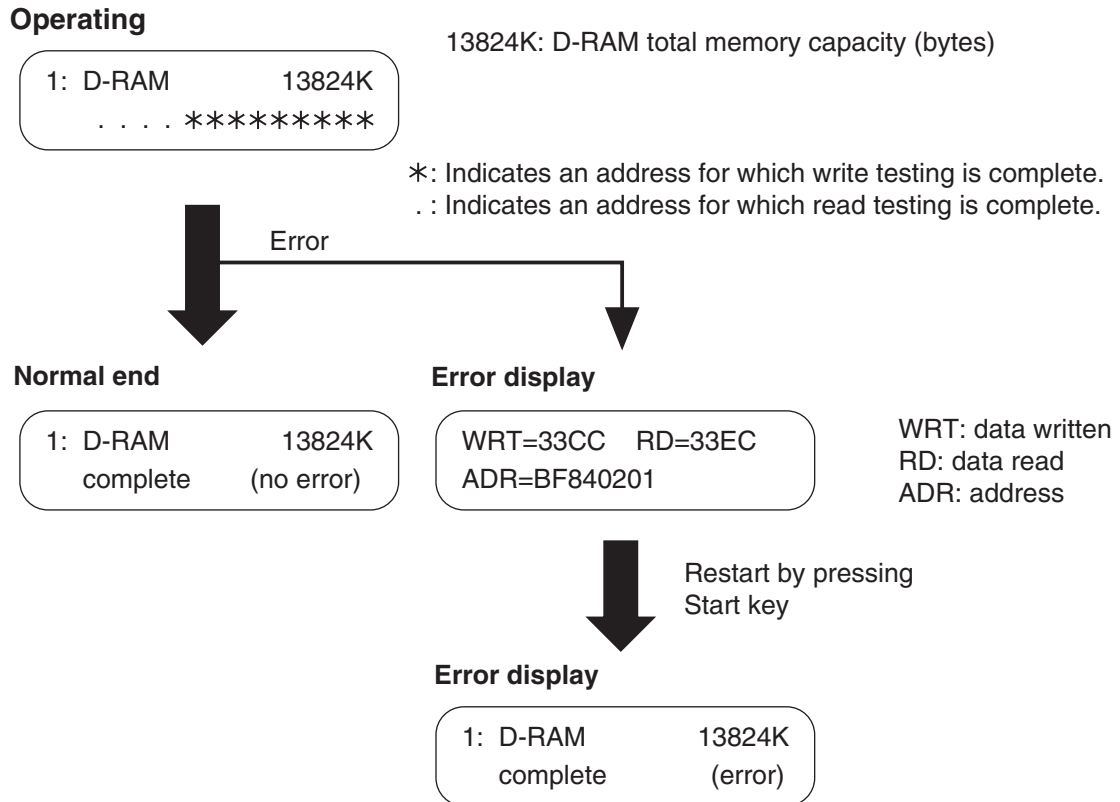 Operating
13824K: D-RAM total memory capacity (bytes)
1: D-RAM 13824K
. . . . *********
*: Indicates an address for which write testing is complete.
. : Indicates an address for which read testing is complete.
Error
Normal end
1: D-RAM 13824K
complete (no error)
Error display
WRT=33CC RD=33EC
ADR=BF840201
WRT: data written
RD: data read
ADR: address
Restart by pressing
Start key
Error display
1: D-RAM 13824K
complete (error)